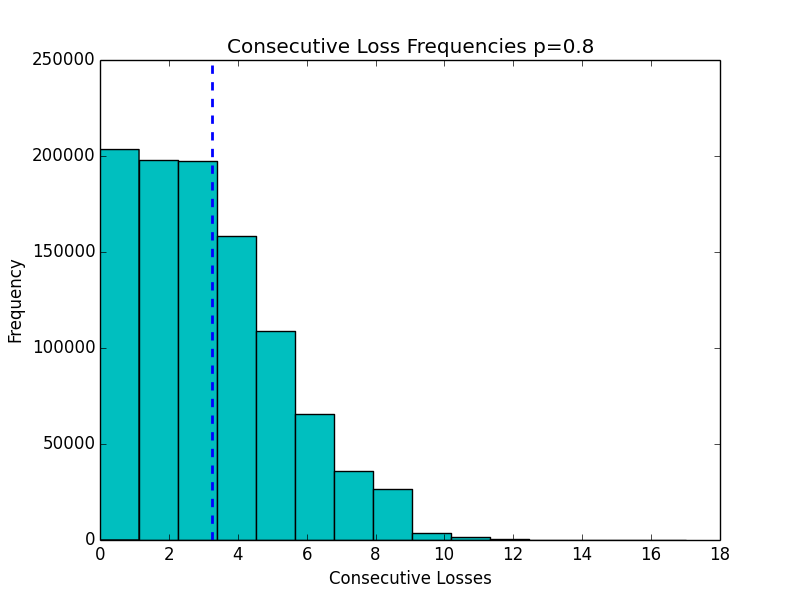 Consecutive Loss Frequencies p=0.8
250000
200000
150000
100000
50000
0
Frequency
0 2 4 6 8 10 12 14 16 18
Consecutive Losses